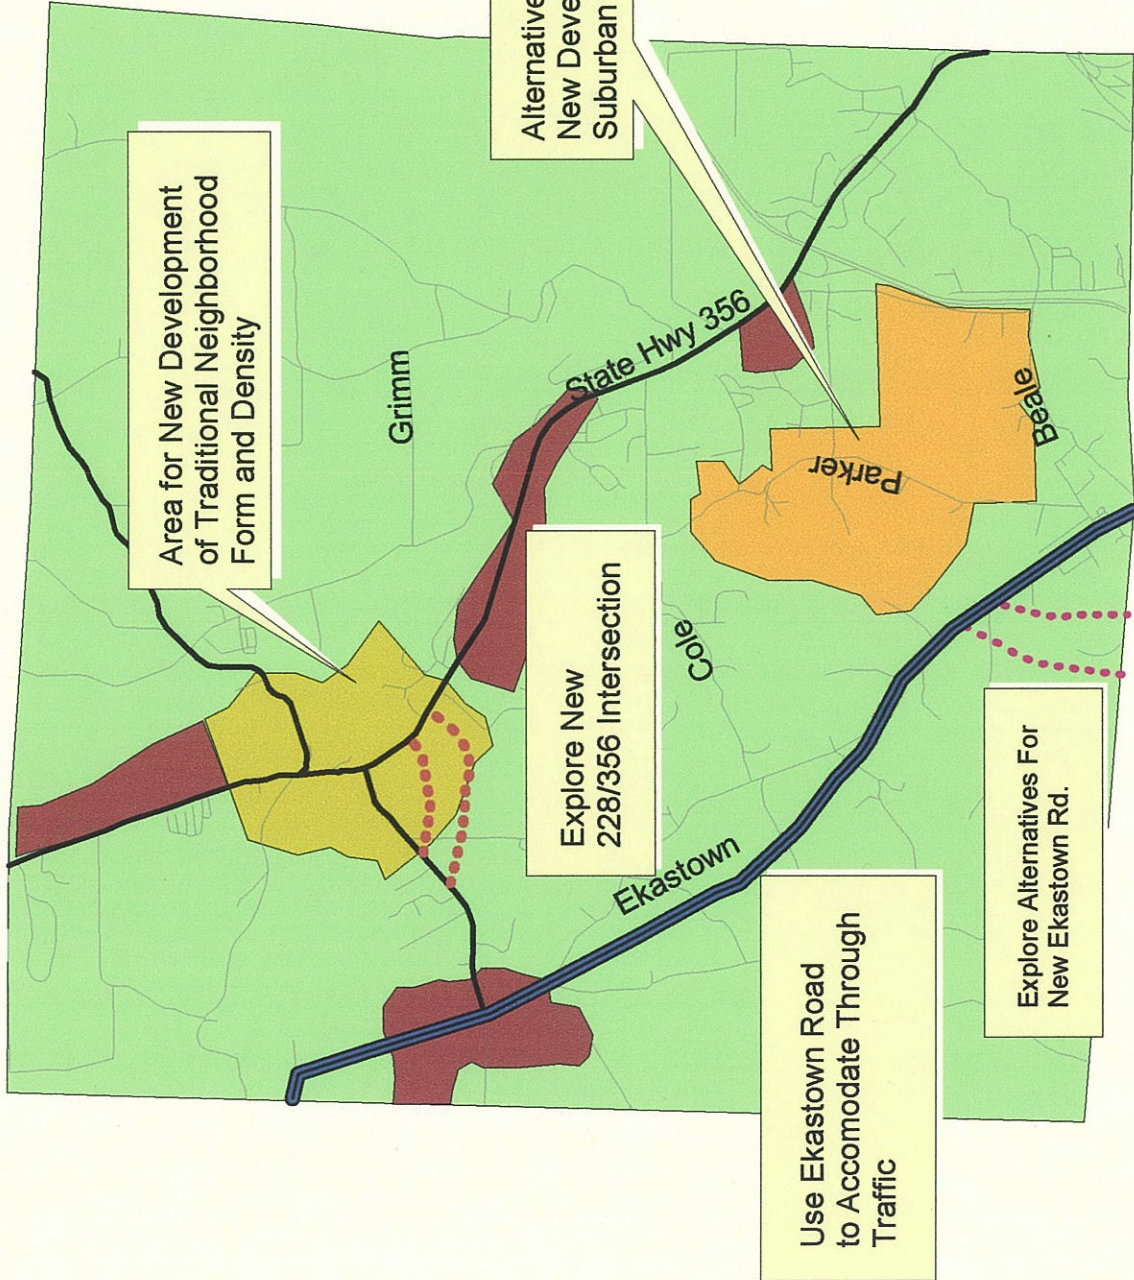 Area for New Development
of Traditional Neighborhood
Form and Density
Alternative
New Deve
Suburban
Grimm
State Hwy 356
Explore New
228/356 Intersection
Parker
Beale
Cole
Ekastown
Use Ekastown Road
to Accomodate Through
Traffic
Explore Alternatives For
New Ekastown Rd.